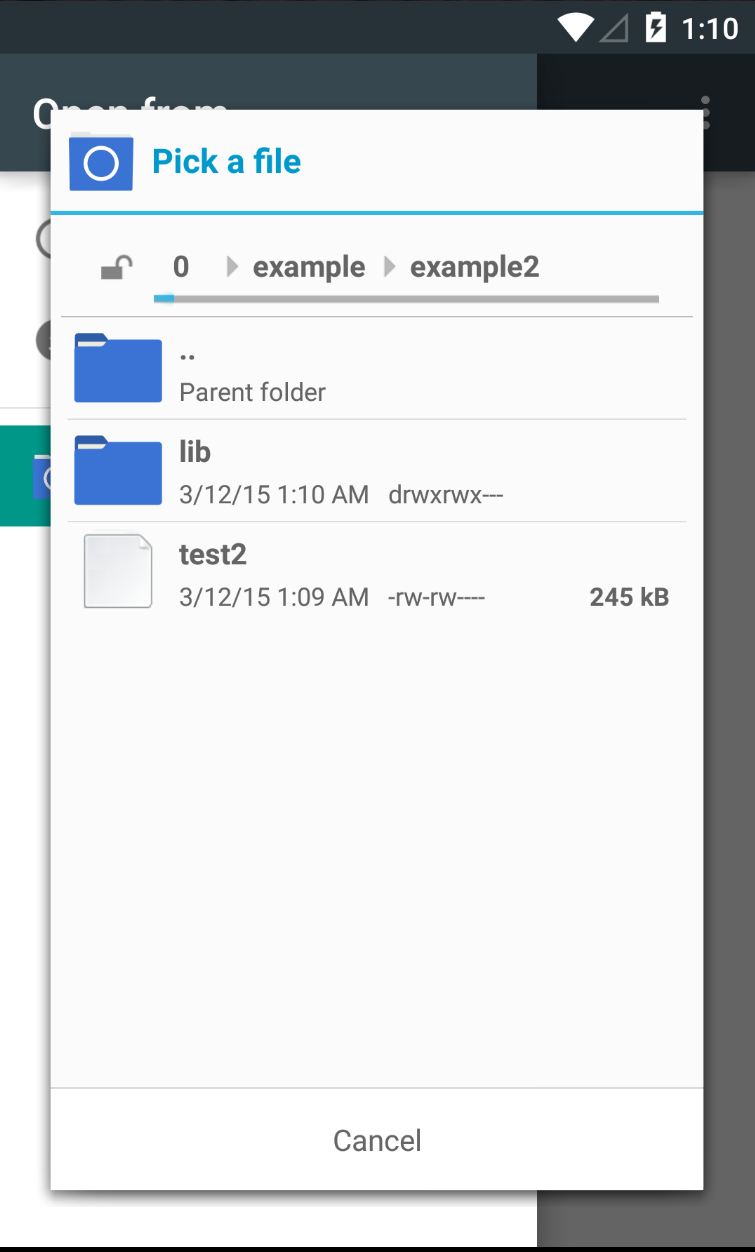 1:10
Open from
Pick a file
0 example example2
..
Parent folder
lib
3/12/15 1:10 AM drwxrwx---
test2
3/12/15 1:09 AM -rw-rw---- 245 kB
Cancel